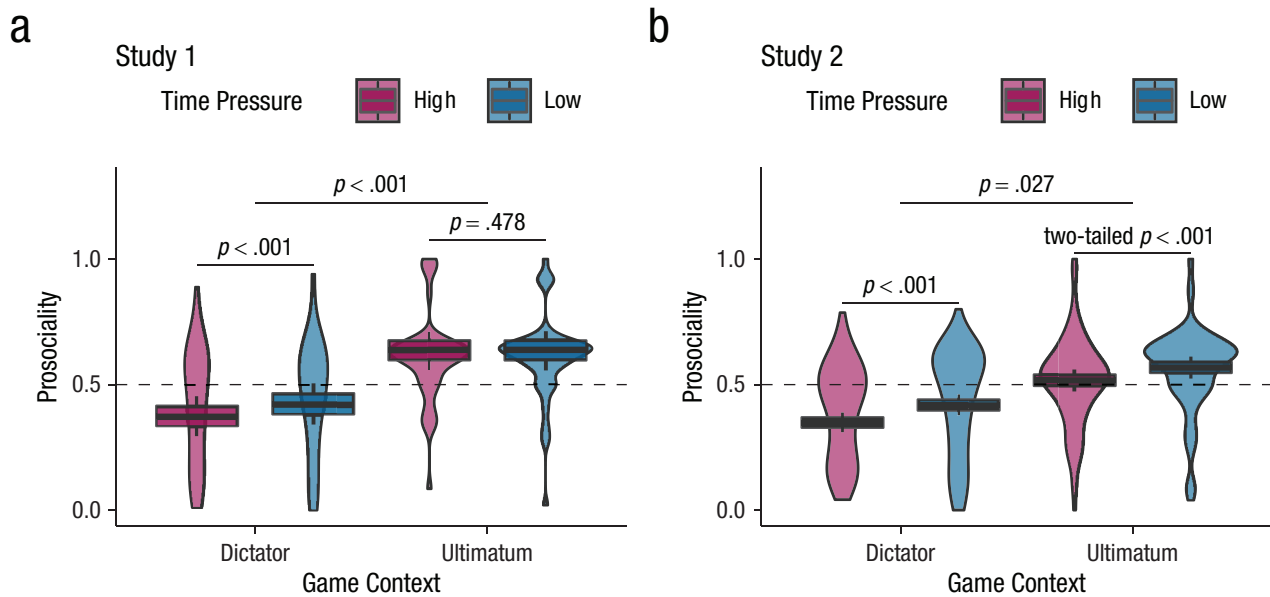 a
Study 1
Time Pressure High Low
p < .001
p = .478
p < .001
1.0
0.5
0.0
Prosociality
Dictator Ultimatum
Game Context
b
Study 2
Time Pressure High Low
p = .027
two-tailed p < .001
p < .001
1.0
0.5
0.0
Prosociality
Dictator Ultimatum
Game Context